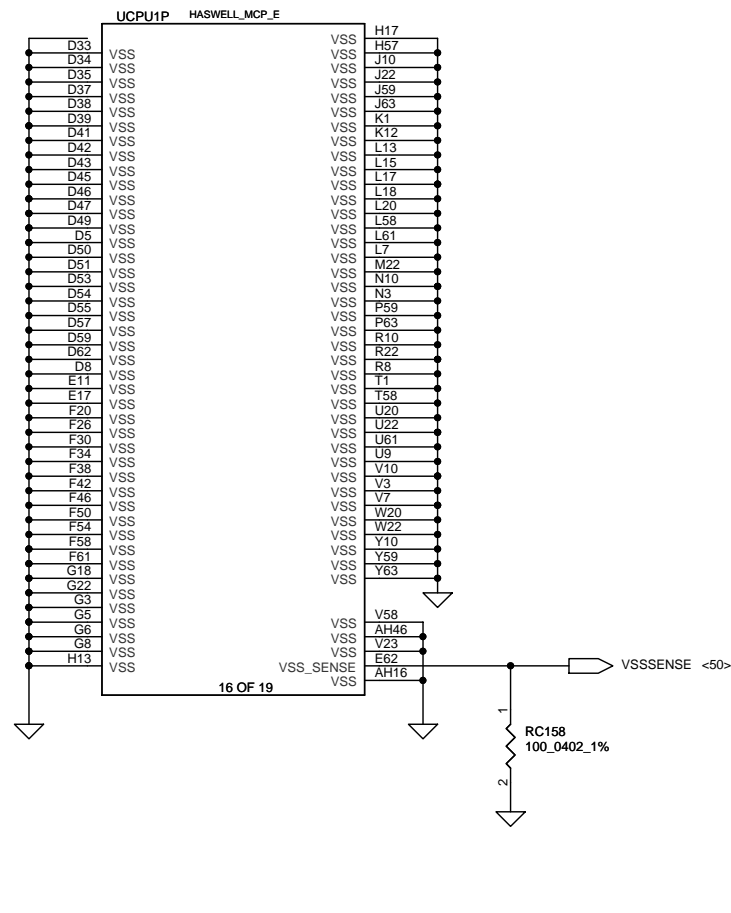 UCPU1P HASWELL_MCP_E
D33 VSS
D34 VSS
D35 VSS
D37 VSS
D38 VSS
D39 VSS
D41 VSS
D42 VSS
D43 VSS
D45 VSS
D46 VSS
D47 VSS
D49 VSS
D5 VSS
D50 VSS
D51 VSS
D53 VSS
D54 VSS
D55 VSS
D57 VSS
D59 VSS
D62 VSS
D8 VSS
E11 VSS
E17 VSS
F20 VSS
F26 VSS
F30 VSS
F34 VSS
F38 VSS
F42 VSS
F46 VSS
F50 VSS
F54 VSS
F58 VSS
F61 VSS
G18 VSS
G22 VSS
G3 VSS
G5 VSS
G6 VSS
G8 VSS
H13 VSS
VSS H17
VSS H57
VSS J10
VSS J22
VSS J59
VSS J63
VSS K1
VSS K12
VSS L13
VSS L15
VSS L17
VSS L18
VSS L20
VSS L58
VSS L61
VSS L7
VSS M22
VSS N10
VSS N3
VSS P59
VSS P63
VSS R10
VSS R22
VSS R8
VSS T1
VSS T58
VSS U20
VSS U22
VSS U61
VSS U9
VSS V10
VSS V3
VSS V7
VSS W20
VSS W22
VSS Y10
VSS Y59
VSS Y63
VSS V58
VSS AH46
VSS V23
VSS_SENSE E62
VSS AH16
16 OF 19
VSSSENSE <50>
1
RC158
100_0402_1%
2